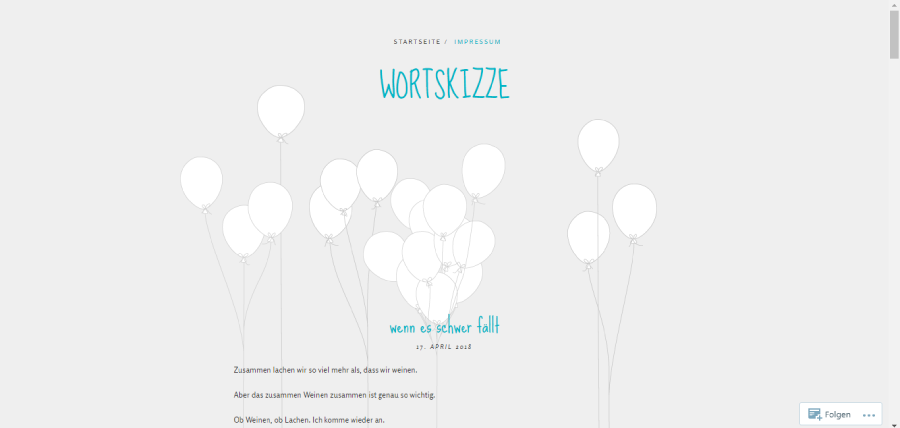 STARTSEITE / IMPRESSUM
WORTSKIZZE
wenn es schwer fällt
27. APRIL 2018
Zusammen lachen wir so viel mehr als, dass wir weinen.
Aber das zusammen Weinen zusammen ist genau so wichtig.
Ob Weinen, ob Lachen. Ich komme wieder an.
Folgen